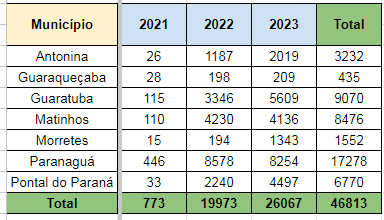 Município 2021 2022 2023 Total
Antonina 26 1187 2019 3232
Guaraqueçaba 28 198 209 435
Guaratuba 115 3346 5609 9070
Matinhos 110 4230 4136 8476
Morretes 15 194 1343 1552
Paranaguá 446 8578 8254 17278
Pontal do Paraná 33 2240 4497 6770
Total 773 19973 26067 46813